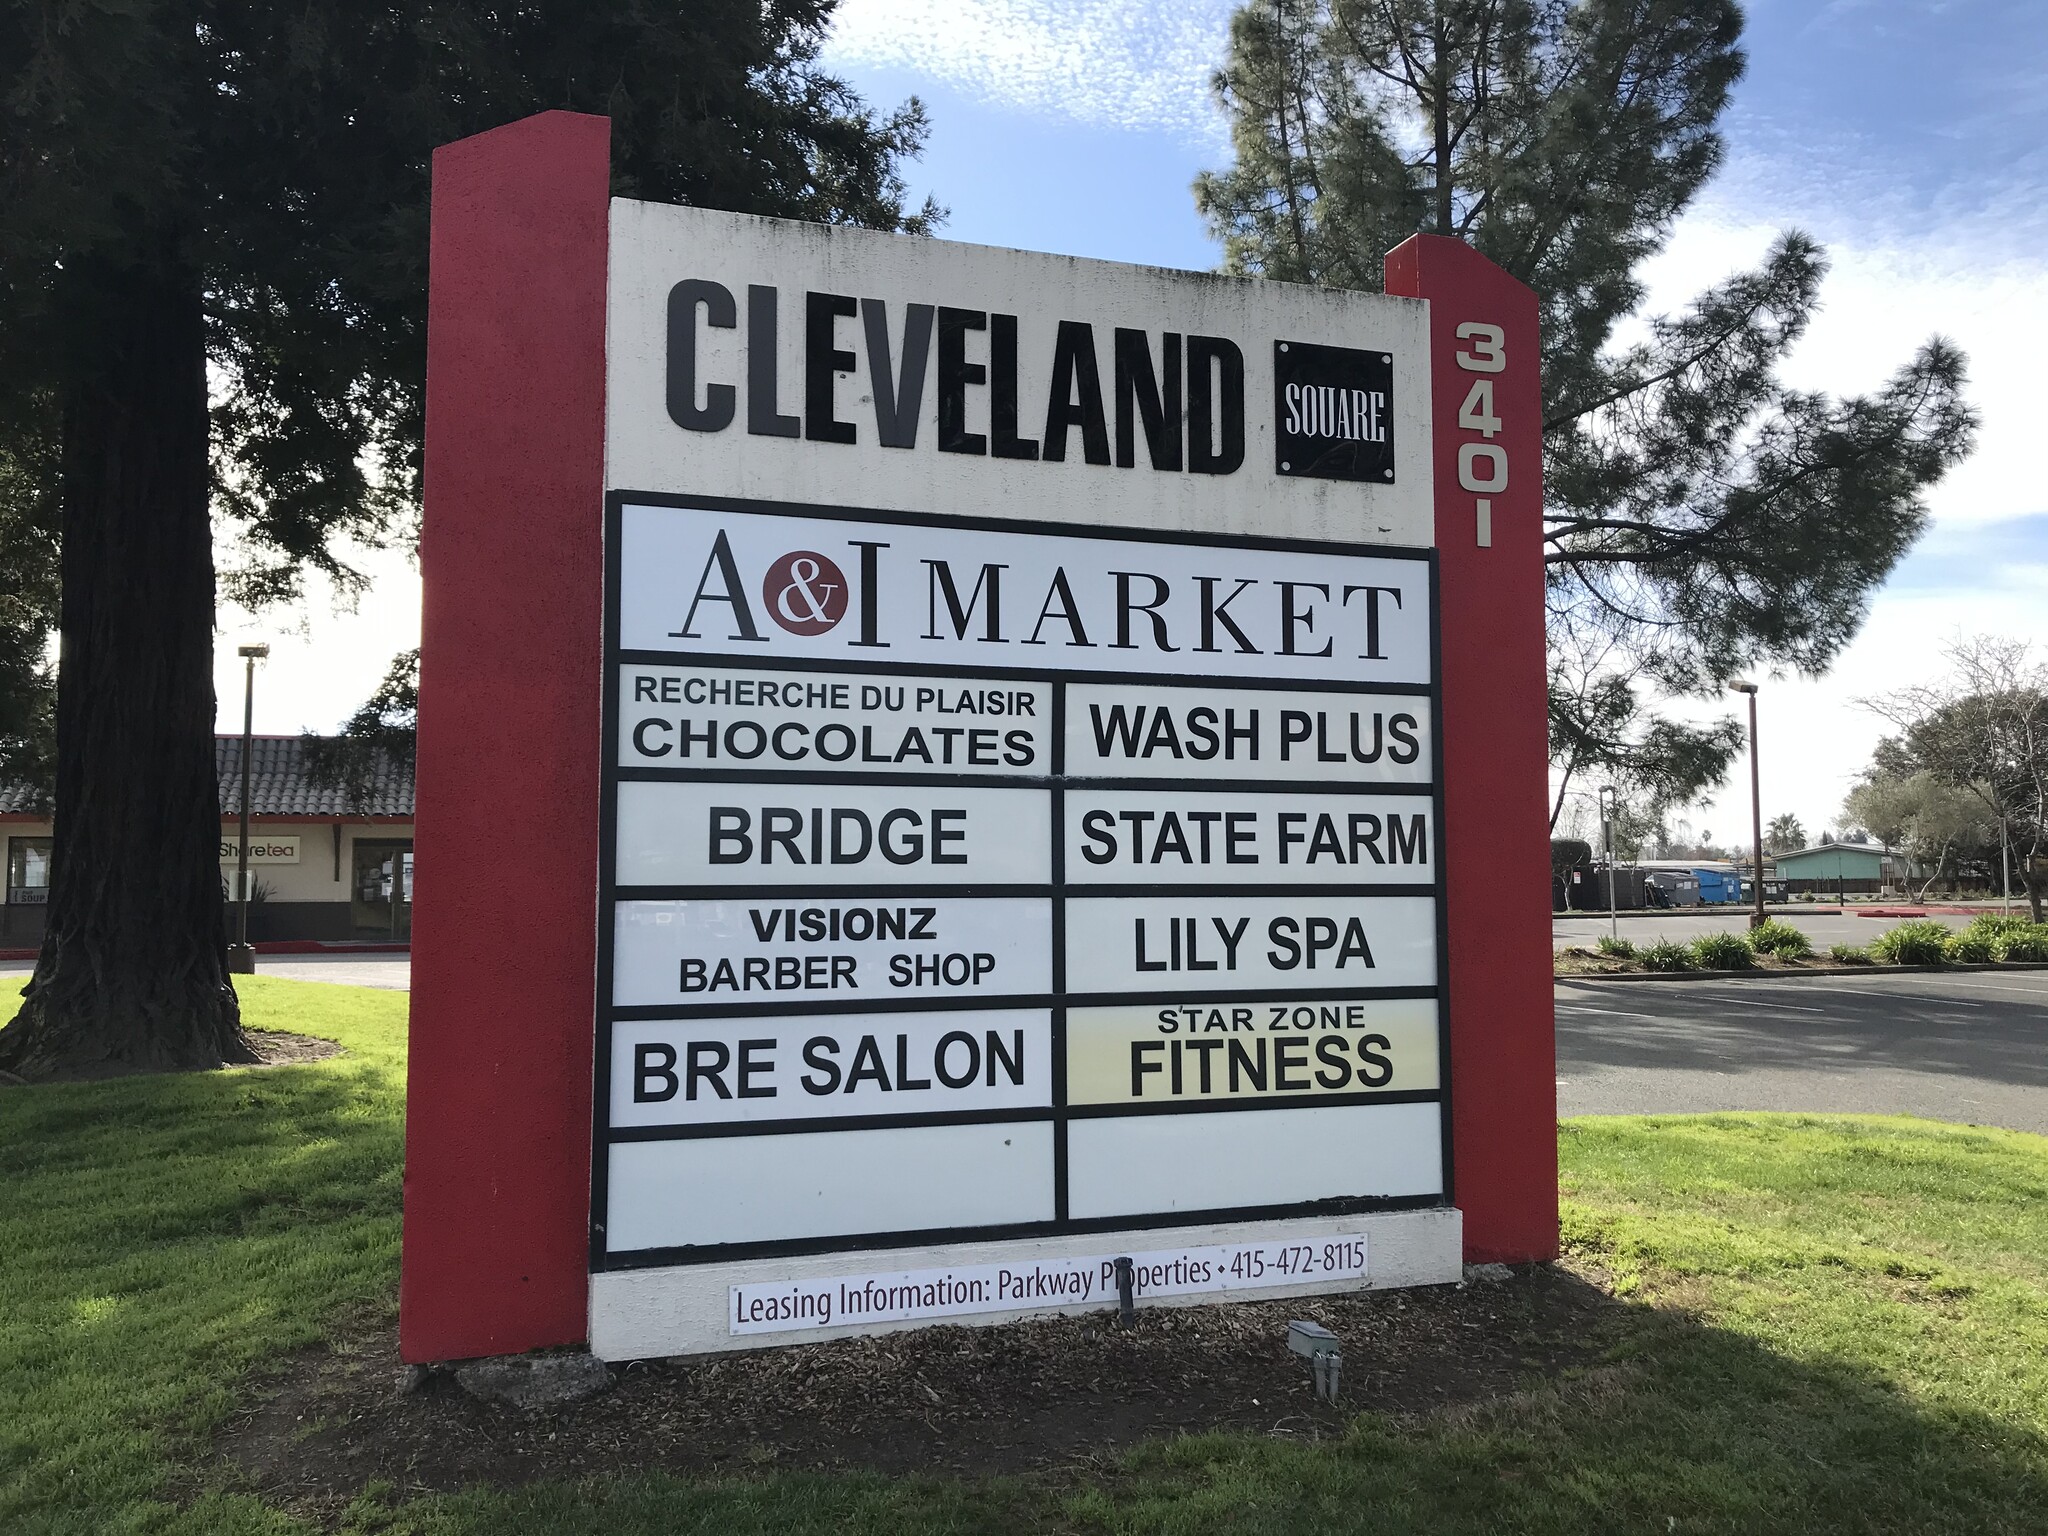 CLEVELAND
SQUARE
3401
A&I MARKET
RECHERCHE DU PLAISIR
CHOCOLATES
WASH PLUS
BRIDGE
STATE FARM
VISIONZ
BARBER SHOP
LILY SPA
BRE SALON
STAR ZONE
FITNESS
Leasing Information: Parkway Properties • 415-472-8115
Sharetea
SOUP